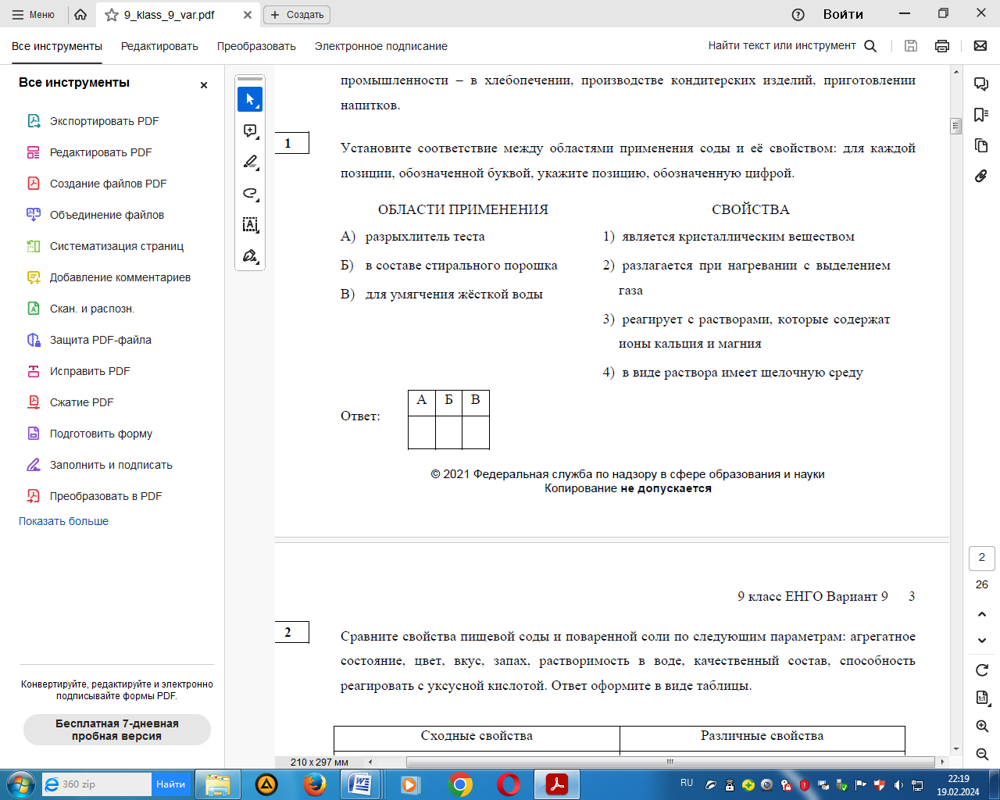 Меню
9_klass_9_var.pdf
Создать
Войти
Все инструменты
Редактировать
Преобразовать
Электронное подписание
Найти текст или инструмент
Все инструменты
Экспортировать PDF
Редактировать PDF
Создание файлов PDF
Объединение файлов
Систематизация страниц
Добавление комментариев
Скан. и распозн.
Защита PDF-файла
Исправить PDF
Сжатие PDF
Подготовить форму
Заполнить и подписать
Преобразовать в PDF
Показать больше
Конвертируйте, редактируйте и электронно
подписывайте формы PDF.
Бесплатная 7-дневная
пробная версия
промышленности – в хлебопечении, производстве кондитерских изделий, приготовлении
напитков.
1
Установите соответствие между областями применения соды и её свойством: для каждой
позиции, обозначенной буквой, укажите позицию, обозначенную цифрой.
ОБЛАСТИ ПРИМЕНЕНИЯ
А) разрыхлитель теста
Б) в составе стирального порошка
В) для умягчения жёсткой воды
СВОЙСТВА
1) является кристаллическим веществом
2) разлагается при нагревании с выделением
газа
3) реагирует с растворами, которые содержат
ионы кальция и магния
4) в виде раствора имеет щелочную среду
Ответ:
А Б В
© 2021 Федеральная служба по надзору в сфере образования и науки
Копирование не допускается
9 класс ЕНГО Вариант 9 3
2
Сравните свойства пищевой соды и поваренной соли по следующим параметрам: агрегатное
состояние, цвет, вкус, запах, растворимость в воде, качественный состав, способность
реагировать с уксусной кислотой. Ответ оформите в виде таблицы.
Сходные свойства
Различные свойства
210 x 297 мм
2
26
1:1
360 zip
Найти
RU
22:19
19.02.2024